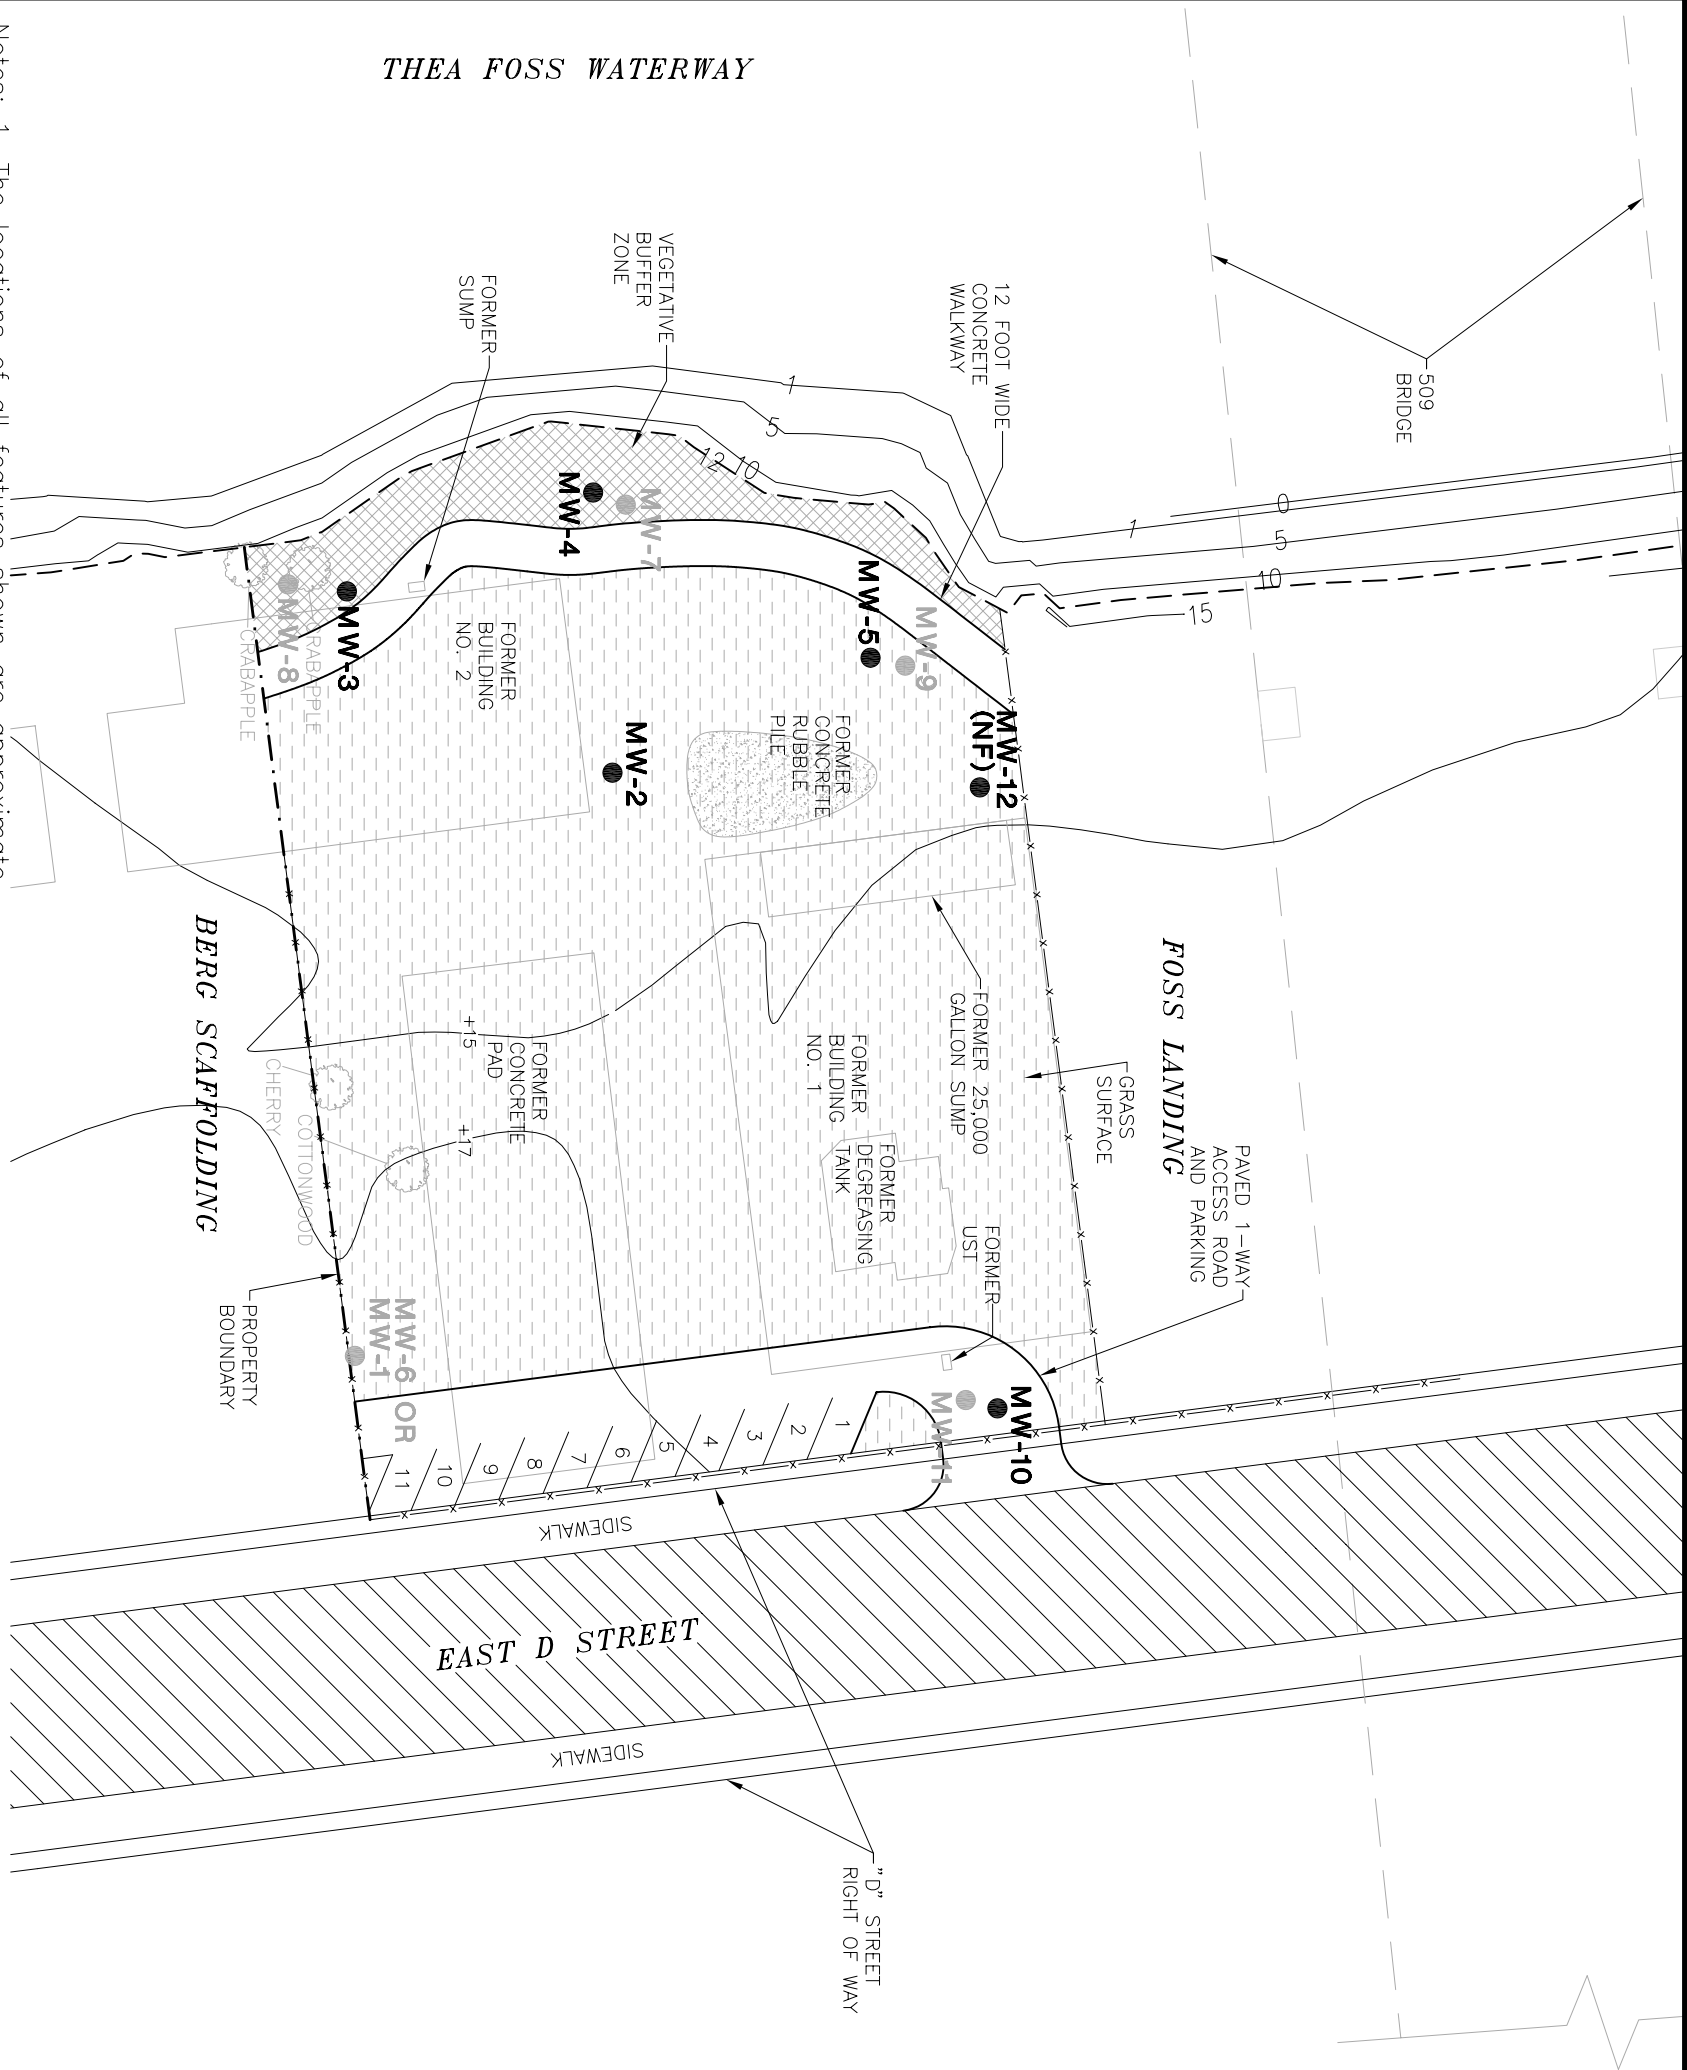 THEA FOSS WATERWAY
509
BRIDGE
12 FOOT WIDE
CONCRETE
WALKWAY
VEGETATIVE
BUFFER
ZONE
FORMER
SUMP
1
5
10
12
0
1
5
10
15
MW-4
MW-7
MW-5
MW-9
MW-3
MW-8
CRABAPPLE
CRABAPPLE
FORMER
BUILDING
NO. 2
MW-2
FORMER
CONCRETE
RUBBLE
PILE
MW-12
(NF)
FOSS LANDING
BERG SCAFFOLDING
FORMER 25,000
GALLON SUMP
GRASS
SURFACE
FORMER
BUILDING
NO. 1
FORMER
CONCRETE
PAD
+15
+17
CHERRY
COTTONWOOD
FORMER
DEGREASING
TANK
FORMER
UST
PAVED 1-WAY
ACCESS ROAD
AND PARKING
PROPERTY
BOUNDARY
MW-6 OR
MW-1
MW-10
MW-11
1
2
3
4
5
6
7
8
9
10
11
SIDEWALK
EAST D STREET
SIDEWALK
"D" STREET
RIGHT OF WAY
Notes: 1. The locations of all features shown are approximate